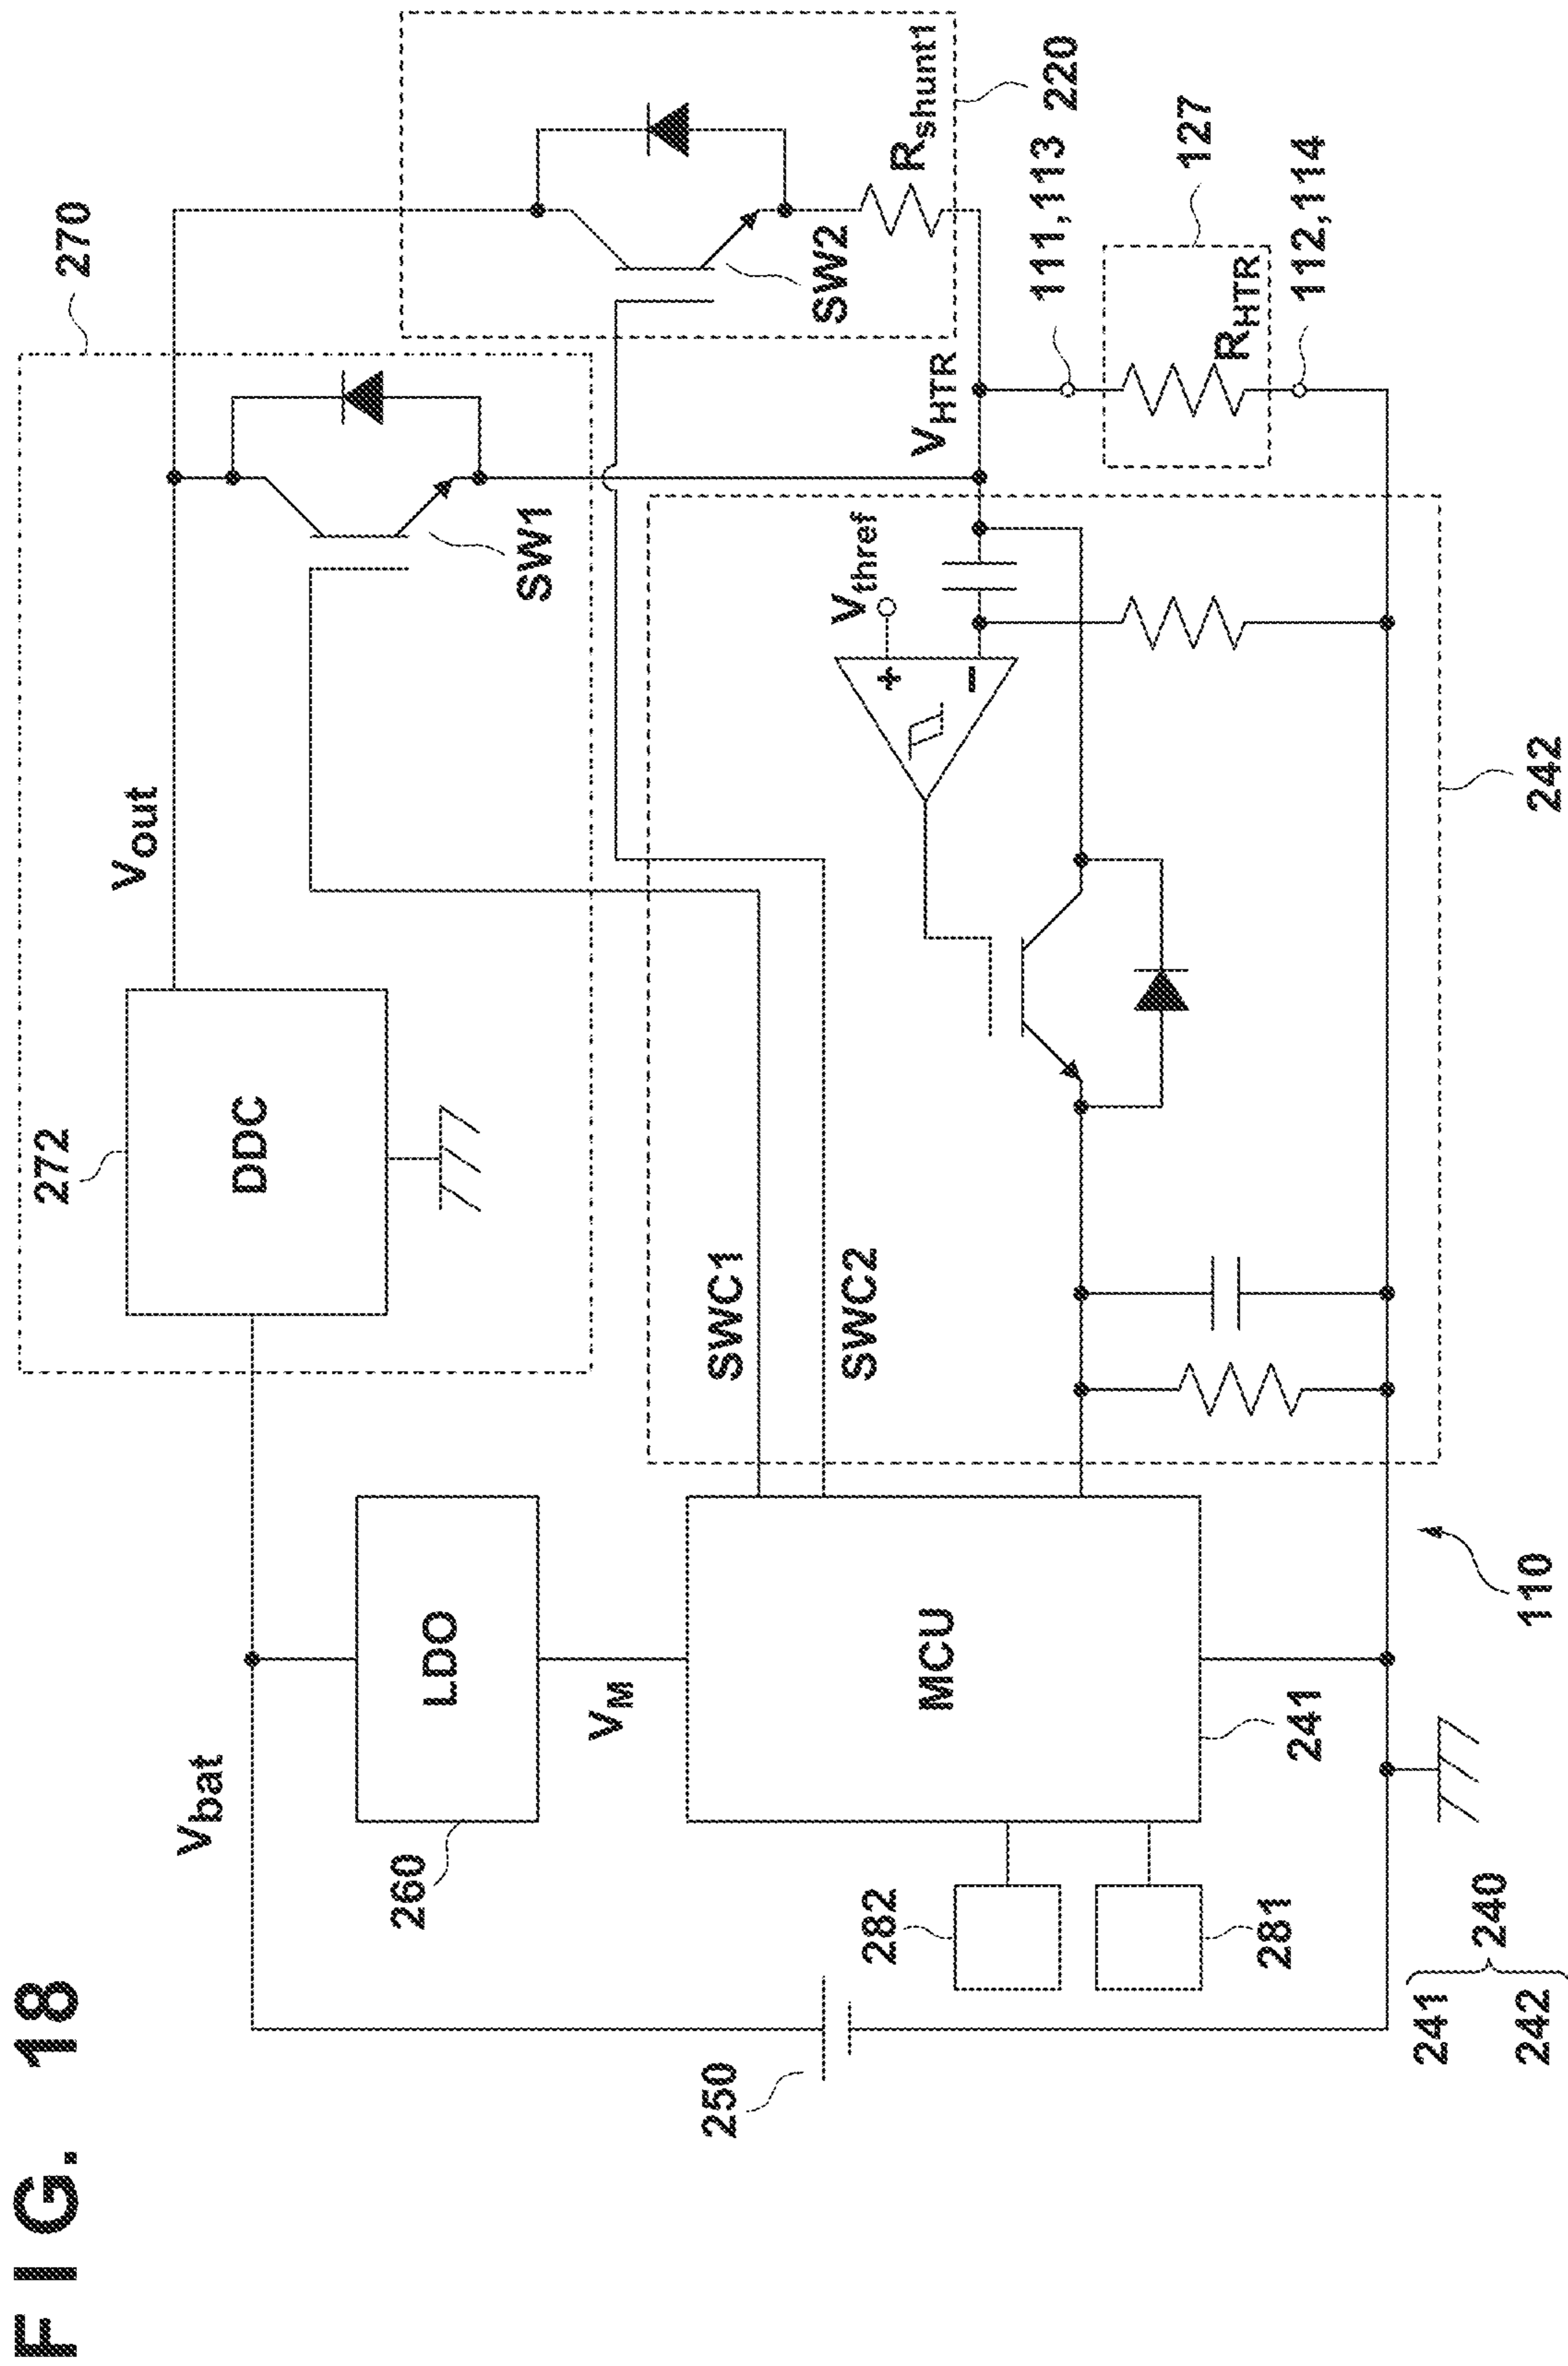 FIG. 18
270
272
DDC
Vout
SW1
220
Rshunt1
SW2
Vbat
LDO
260
VM
SWC1
SWC2
MCU
241
282
281
250
Vthref
+
−
VHTR
111,113
127
RHTR
112,114
242
110
240
241
242